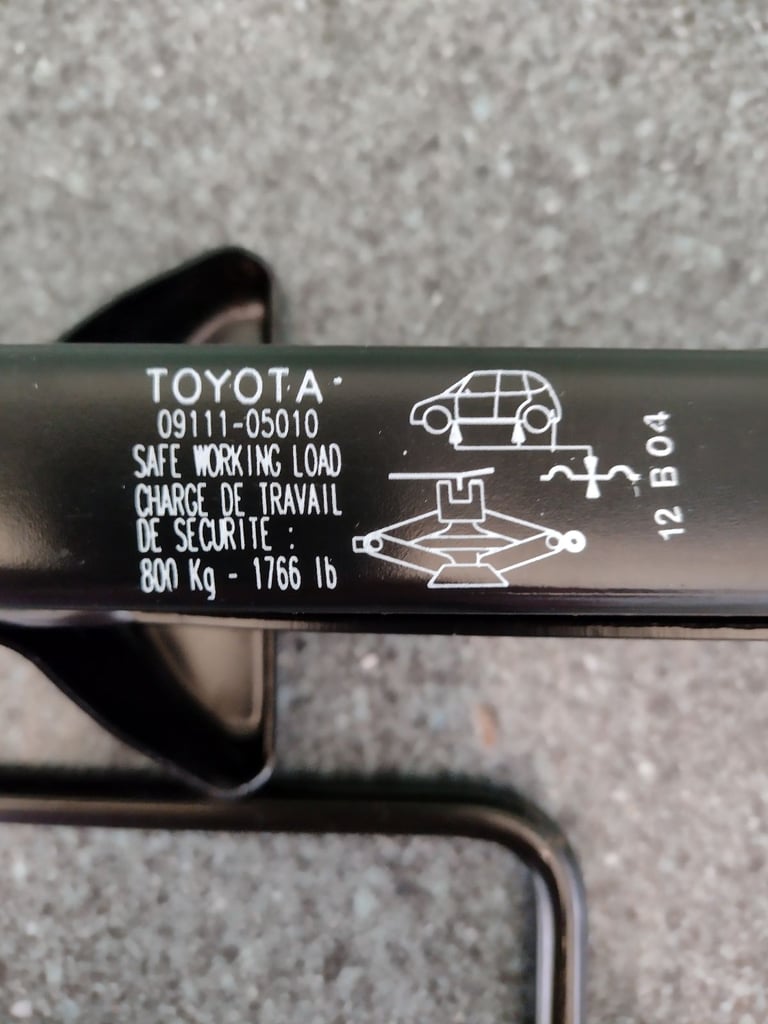 TOYOTA
09111-05010
SAFE WORKING LOAD
CHARGE DE TRAVAIL
DE SECURITE :
800 Kg - 1766 lb
12 B 04